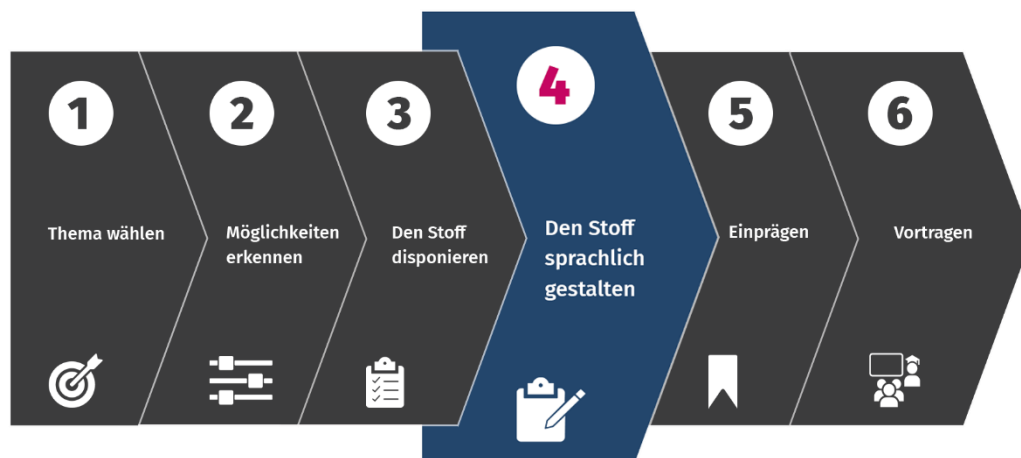 1
Thema wählen
2
Möglichkeiten
erkennen
3
Den Stoff
disponieren
4
Den Stoff
sprachlich
gestalten
5
Einprägen
6
Vortragen